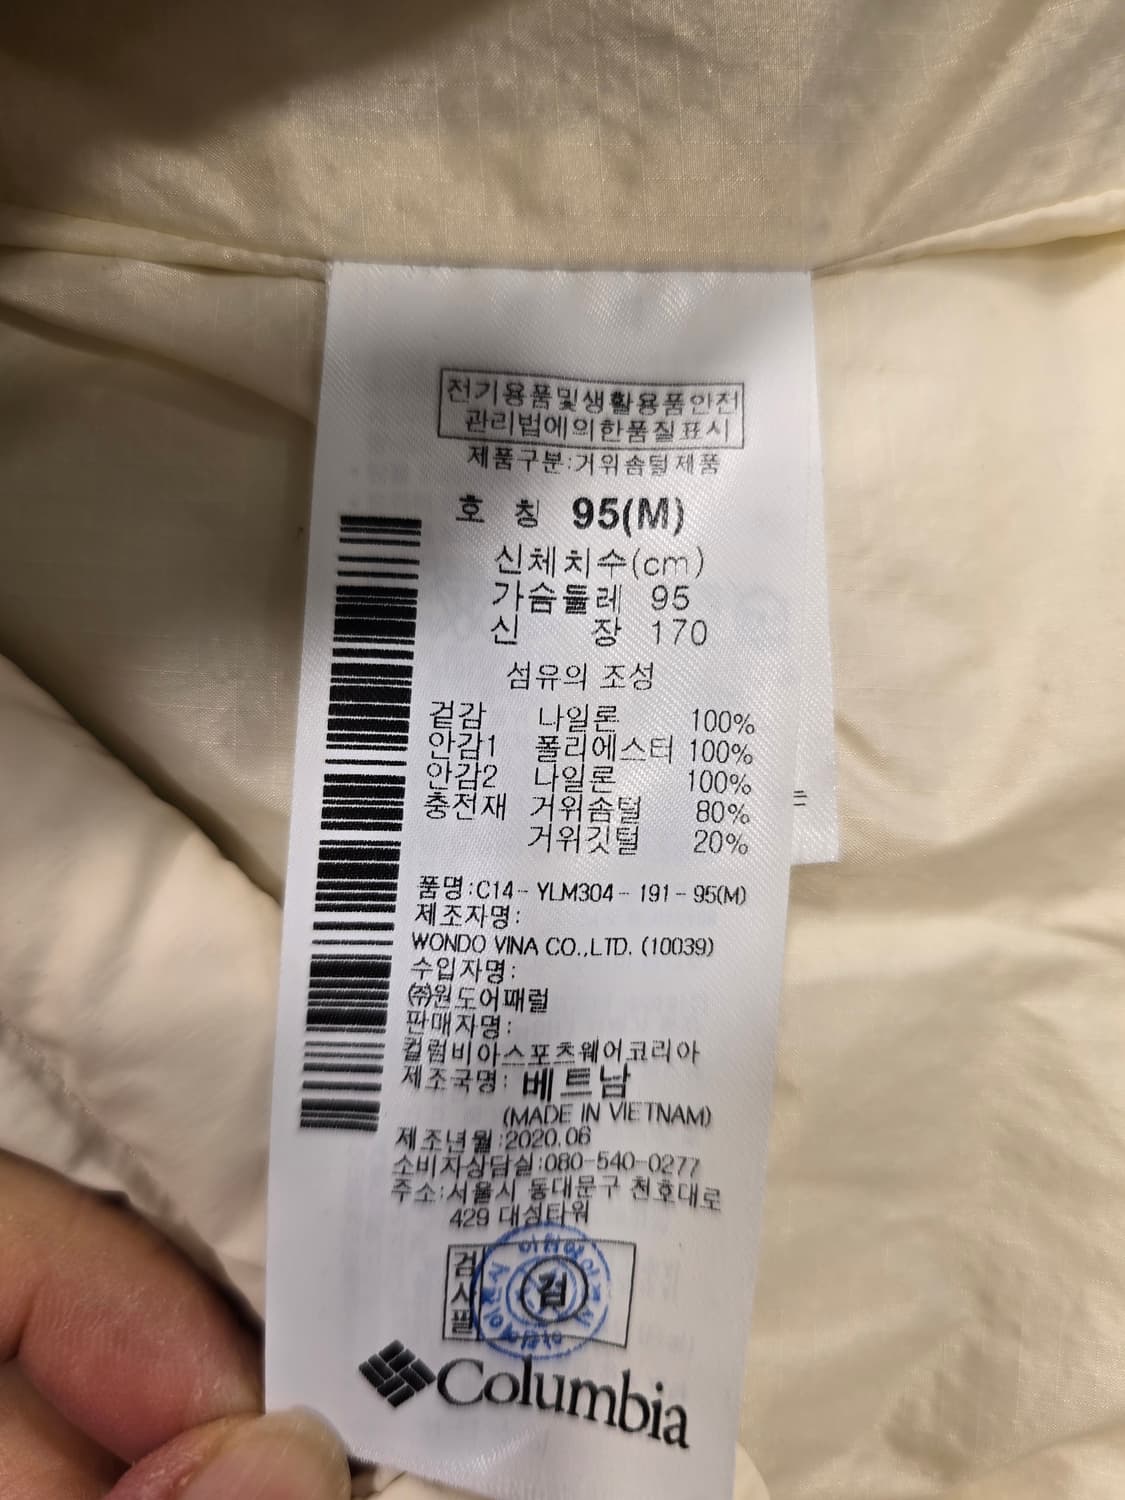 전기용품및생활용품안전
관리법에의한품질표시
제품구분:거위솜털제품
호 칭 95(M)
신체치수(cm)
가슴둘레 95
신 장 170
섬유의 조성
겉감 나일론 100%
안감1 폴리에스터 100%
안감2 나일론 100%
충전재 거위솜털 80%
거위깃털 20%
품명:C14-YLM304-191-95(M)
제조자명:
WONDO VINA CO.,LTD. (10039)
수입자명:
㈜원도어패럴
판매자명:
컬럼비아스포츠웨어코리아
제조국명: 베트남
(MADE IN VIETNAM)
제조년월:2020.06
소비자상담실:080-540-0277
주소:서울시 동대문구 천호대로
429 대성타워
검사필
검
Columbia